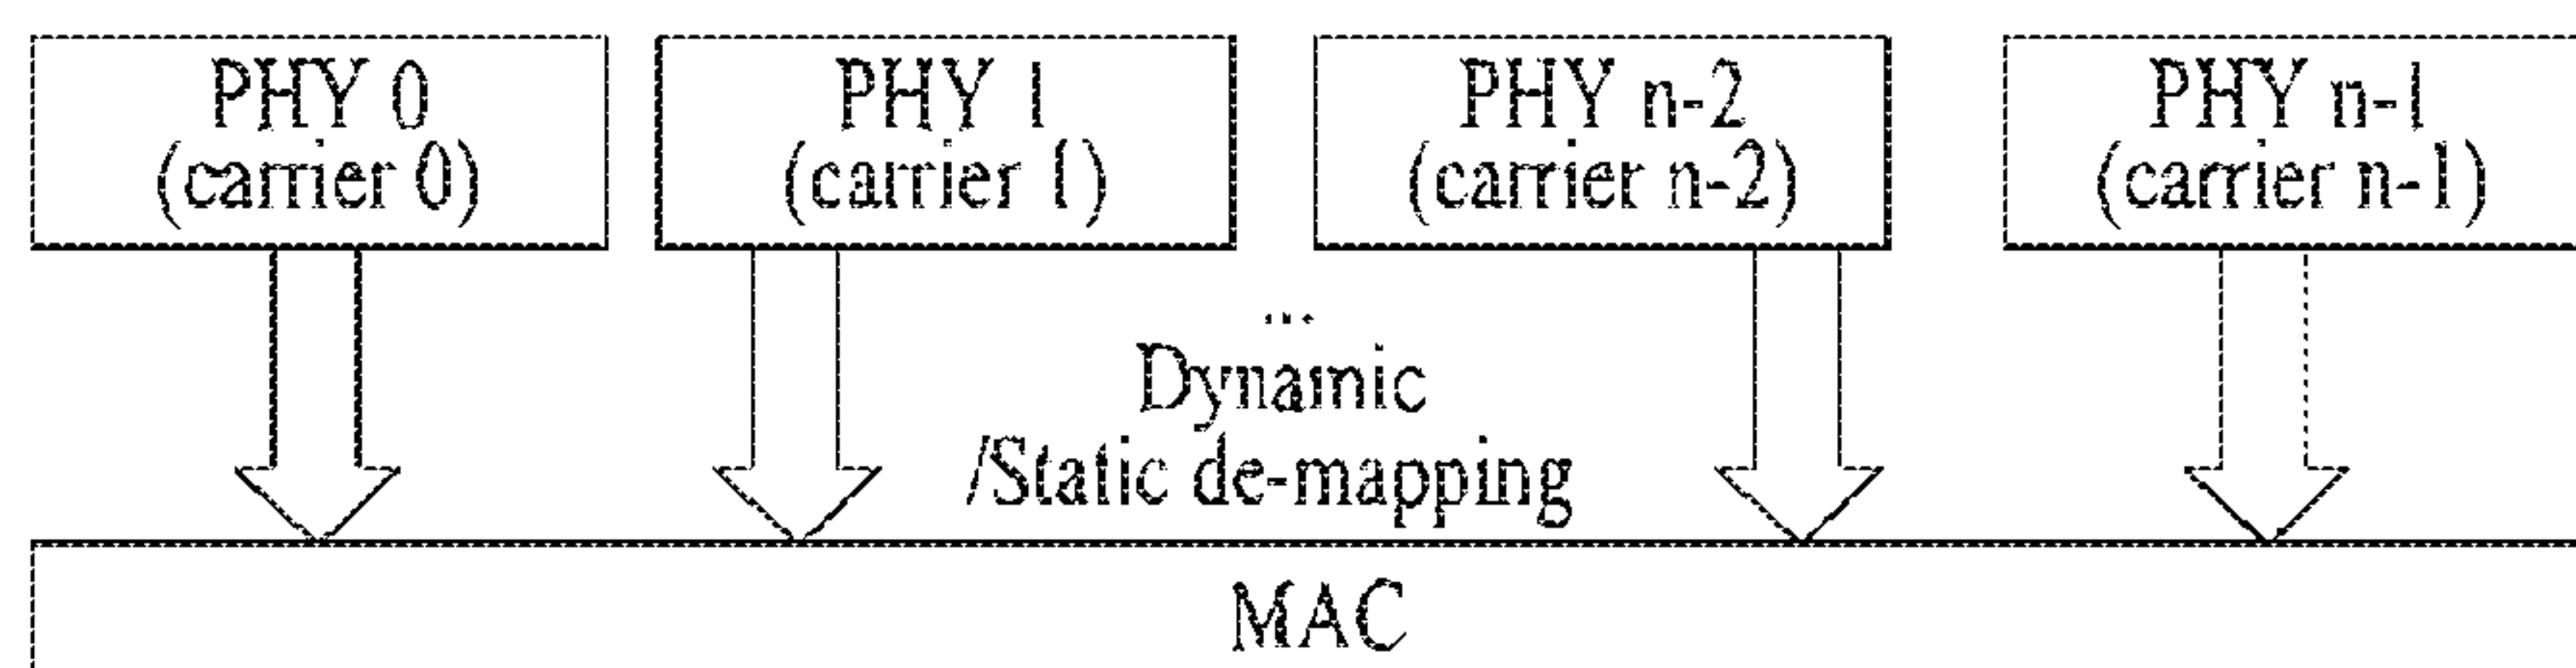 PHY 0
(carrier 0)
PHY 1
(carrier 1)
PHY n-2
(carrier n-2)
PHY n-1
(carrier n-1)
...
Dynamic
/Static de-mapping
MAC